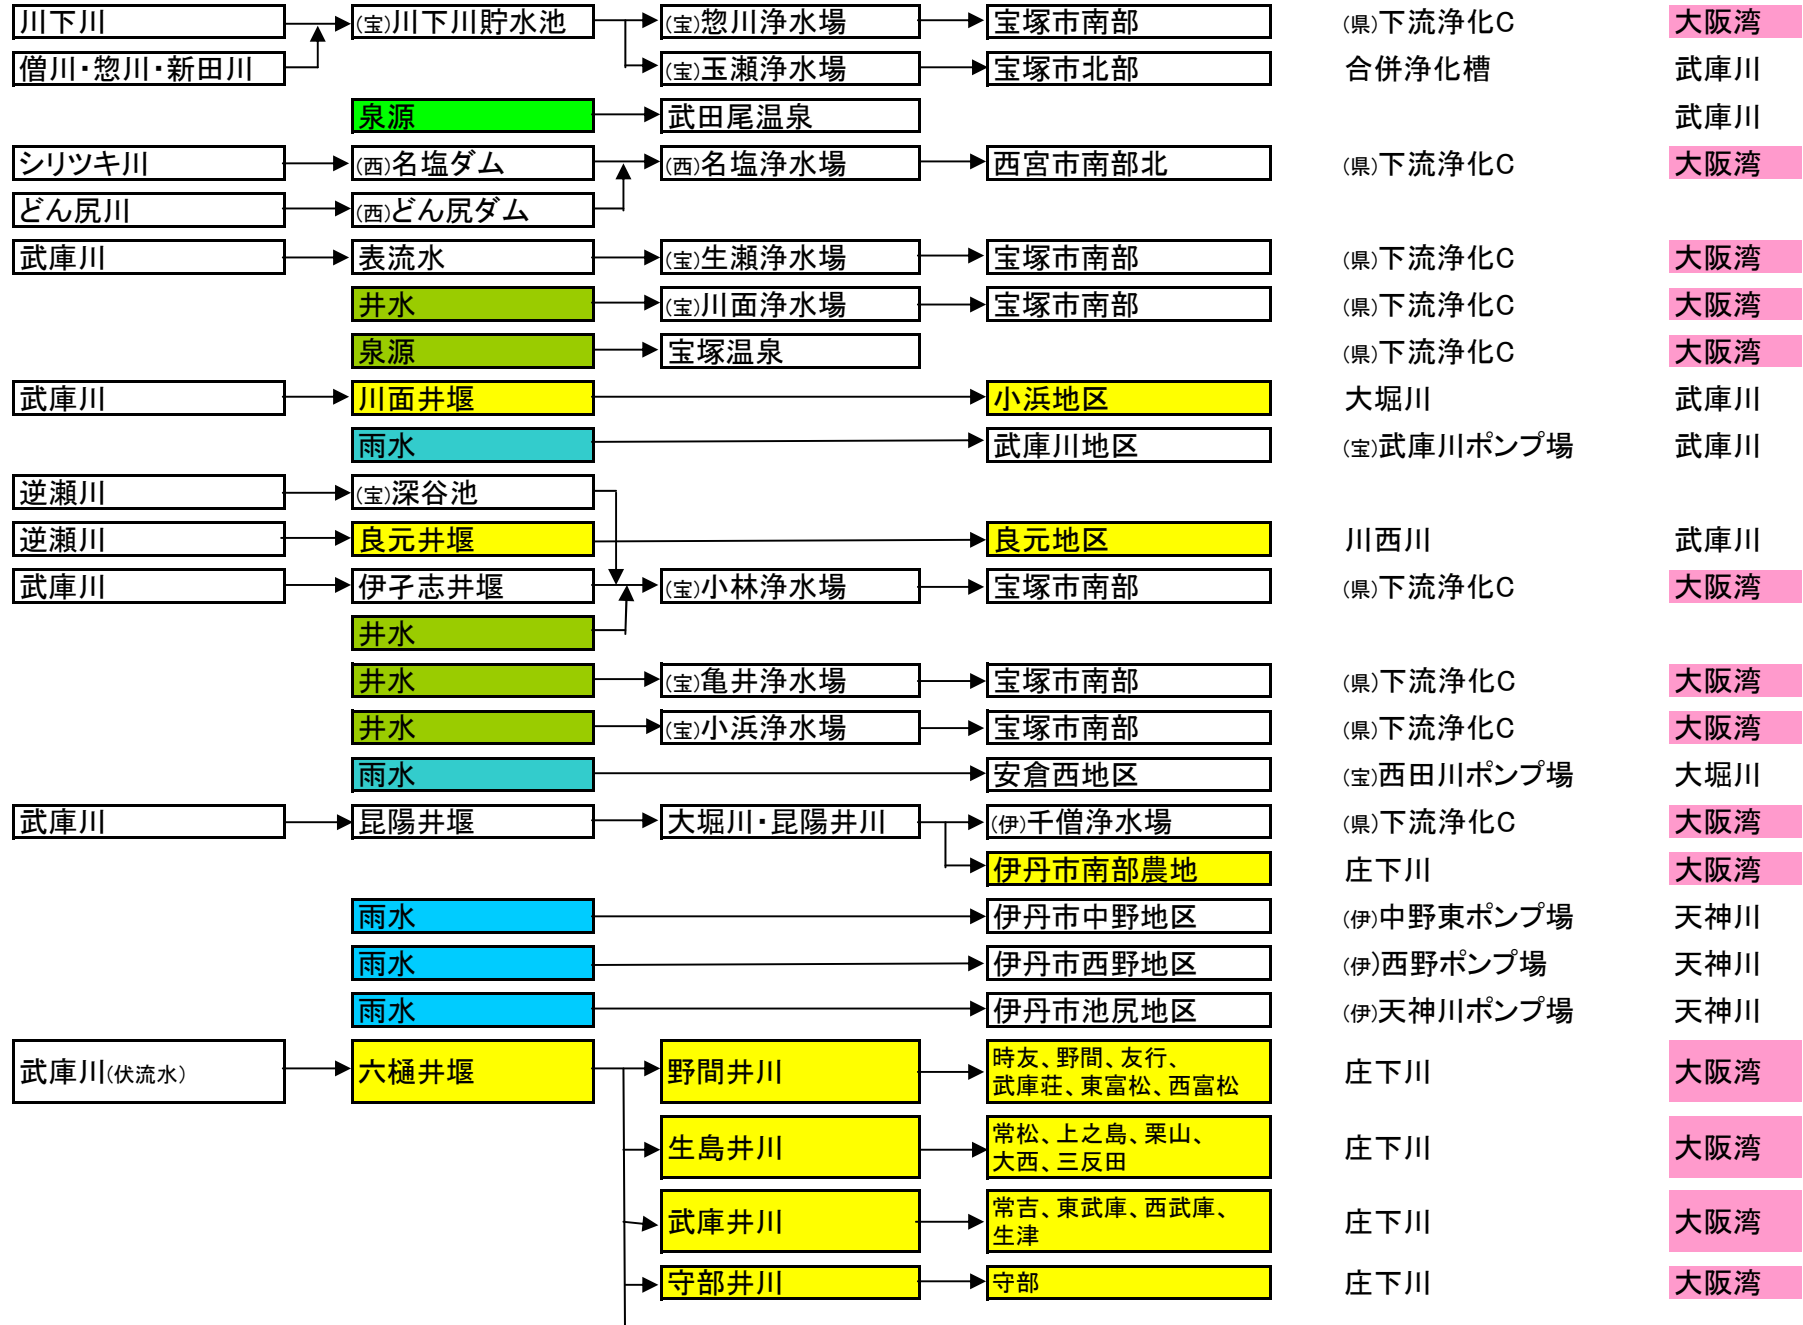 川下川 (宝)川下川貯水池 (宝)惣川浄水場 宝塚市南部 (県)下流浄化C 大阪湾
僧川・惣川・新田川 (宝)玉瀬浄水場 宝塚市北部 合併浄化槽 武庫川
泉源 武田尾温泉 武庫川
シリツキ川 (西)名塩ダム (西)名塩浄水場 西宮市南部北 (県)下流浄化C 大阪湾
どん尻川 (西)どん尻ダム
武庫川 表流水 (宝)生瀬浄水場 宝塚市南部 (県)下流浄化C 大阪湾
井水 (宝)川面浄水場 宝塚市南部 (県)下流浄化C 大阪湾
泉源 宝塚温泉 (県)下流浄化C 大阪湾
武庫川 川面井堰 小浜地区 大堀川 武庫川
雨水 武庫川地区 (宝)武庫川ポンプ場 武庫川
逆瀬川 (宝)深谷池
逆瀬川 良元井堰 良元地区 川西川 武庫川
武庫川 伊孑志井堰 (宝)小林浄水場 宝塚市南部 (県)下流浄化C 大阪湾
井水
井水 (宝)亀井浄水場 宝塚市南部 (県)下流浄化C 大阪湾
井水 (宝)小浜浄水場 宝塚市南部 (県)下流浄化C 大阪湾
雨水 安倉西地区 (宝)西田川ポンプ場 大堀川
武庫川 昆陽井堰 大堀川・昆陽井川 (伊)千僧浄水場 (県)下流浄化C 大阪湾
伊丹市南部農地 庄下川 大阪湾
雨水 伊丹市中野地区 (伊)中野東ポンプ場 天神川
雨水 伊丹市西野地区 (伊)西野ポンプ場 天神川
雨水 伊丹市池尻地区 (伊)天神川ポンプ場 天神川
武庫川(伏流水) 六樋井堰 野間井川 時友、野間、友行、
武庫荘、東富松、西富松 庄下川 大阪湾
生島井川 常松、上之島、栗山、
大西、三反田 庄下川 大阪湾
武庫井川 常吉、東武庫、西武庫、
生津 庄下川 大阪湾
守部井川 守部 庄下川 大阪湾